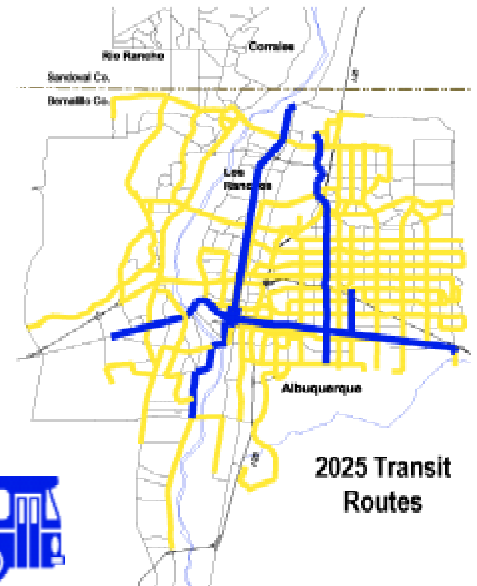 Rio Rancho
Corrales
Sandoval Co.
Bernalillo Co.
Los
Ranchos
Albuquerque
2025 Transit
Routes